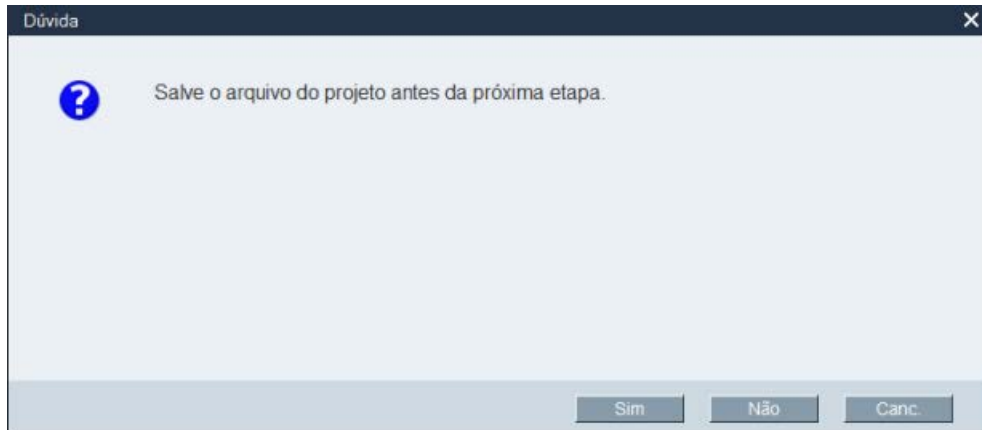 Dúvida
Salve o arquivo do projeto antes da próxima etapa.
Sim Não Canc.